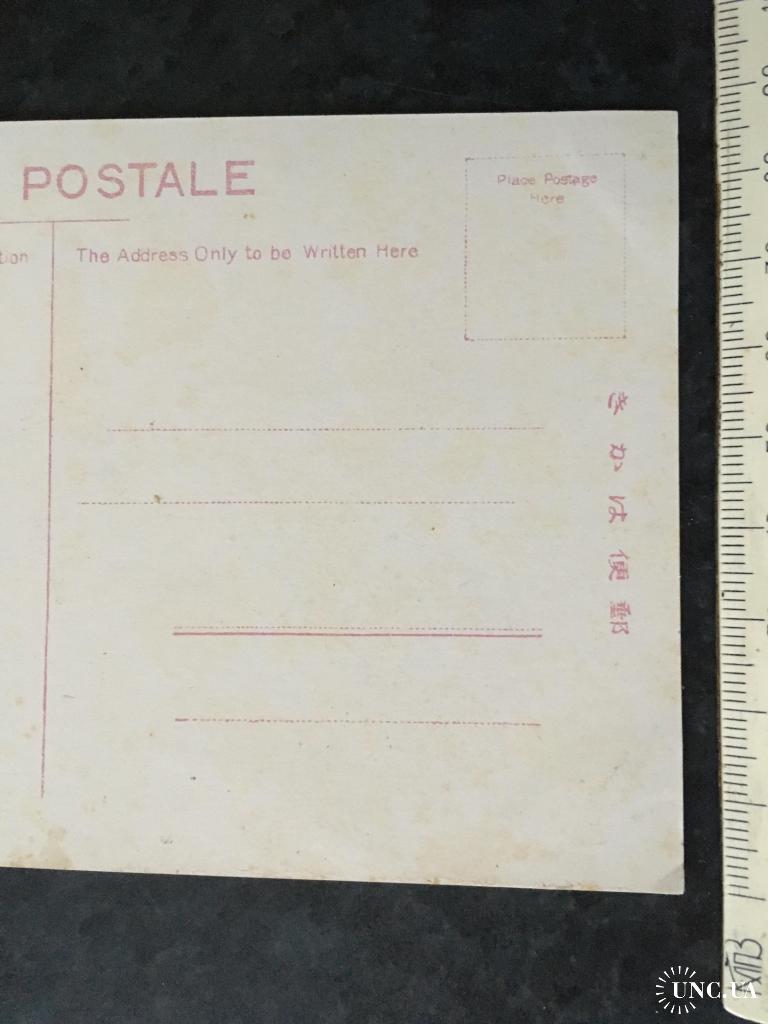 POSTALE
Place Postage
Here
tion
The Address Only to be Written Here
きかは便郵
UNC.UA